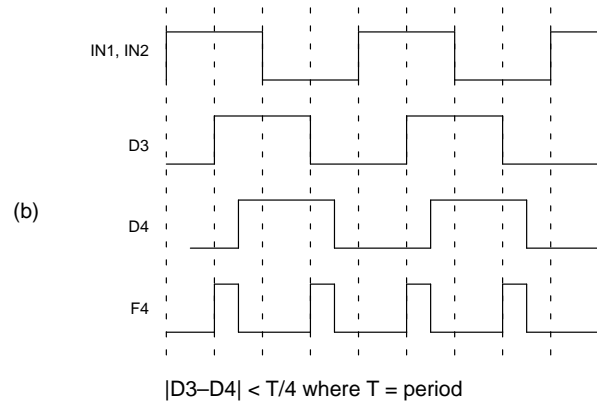 IN1, IN2
D3
(b)
D4
F4
|D3–D4| < T/4 where T = period